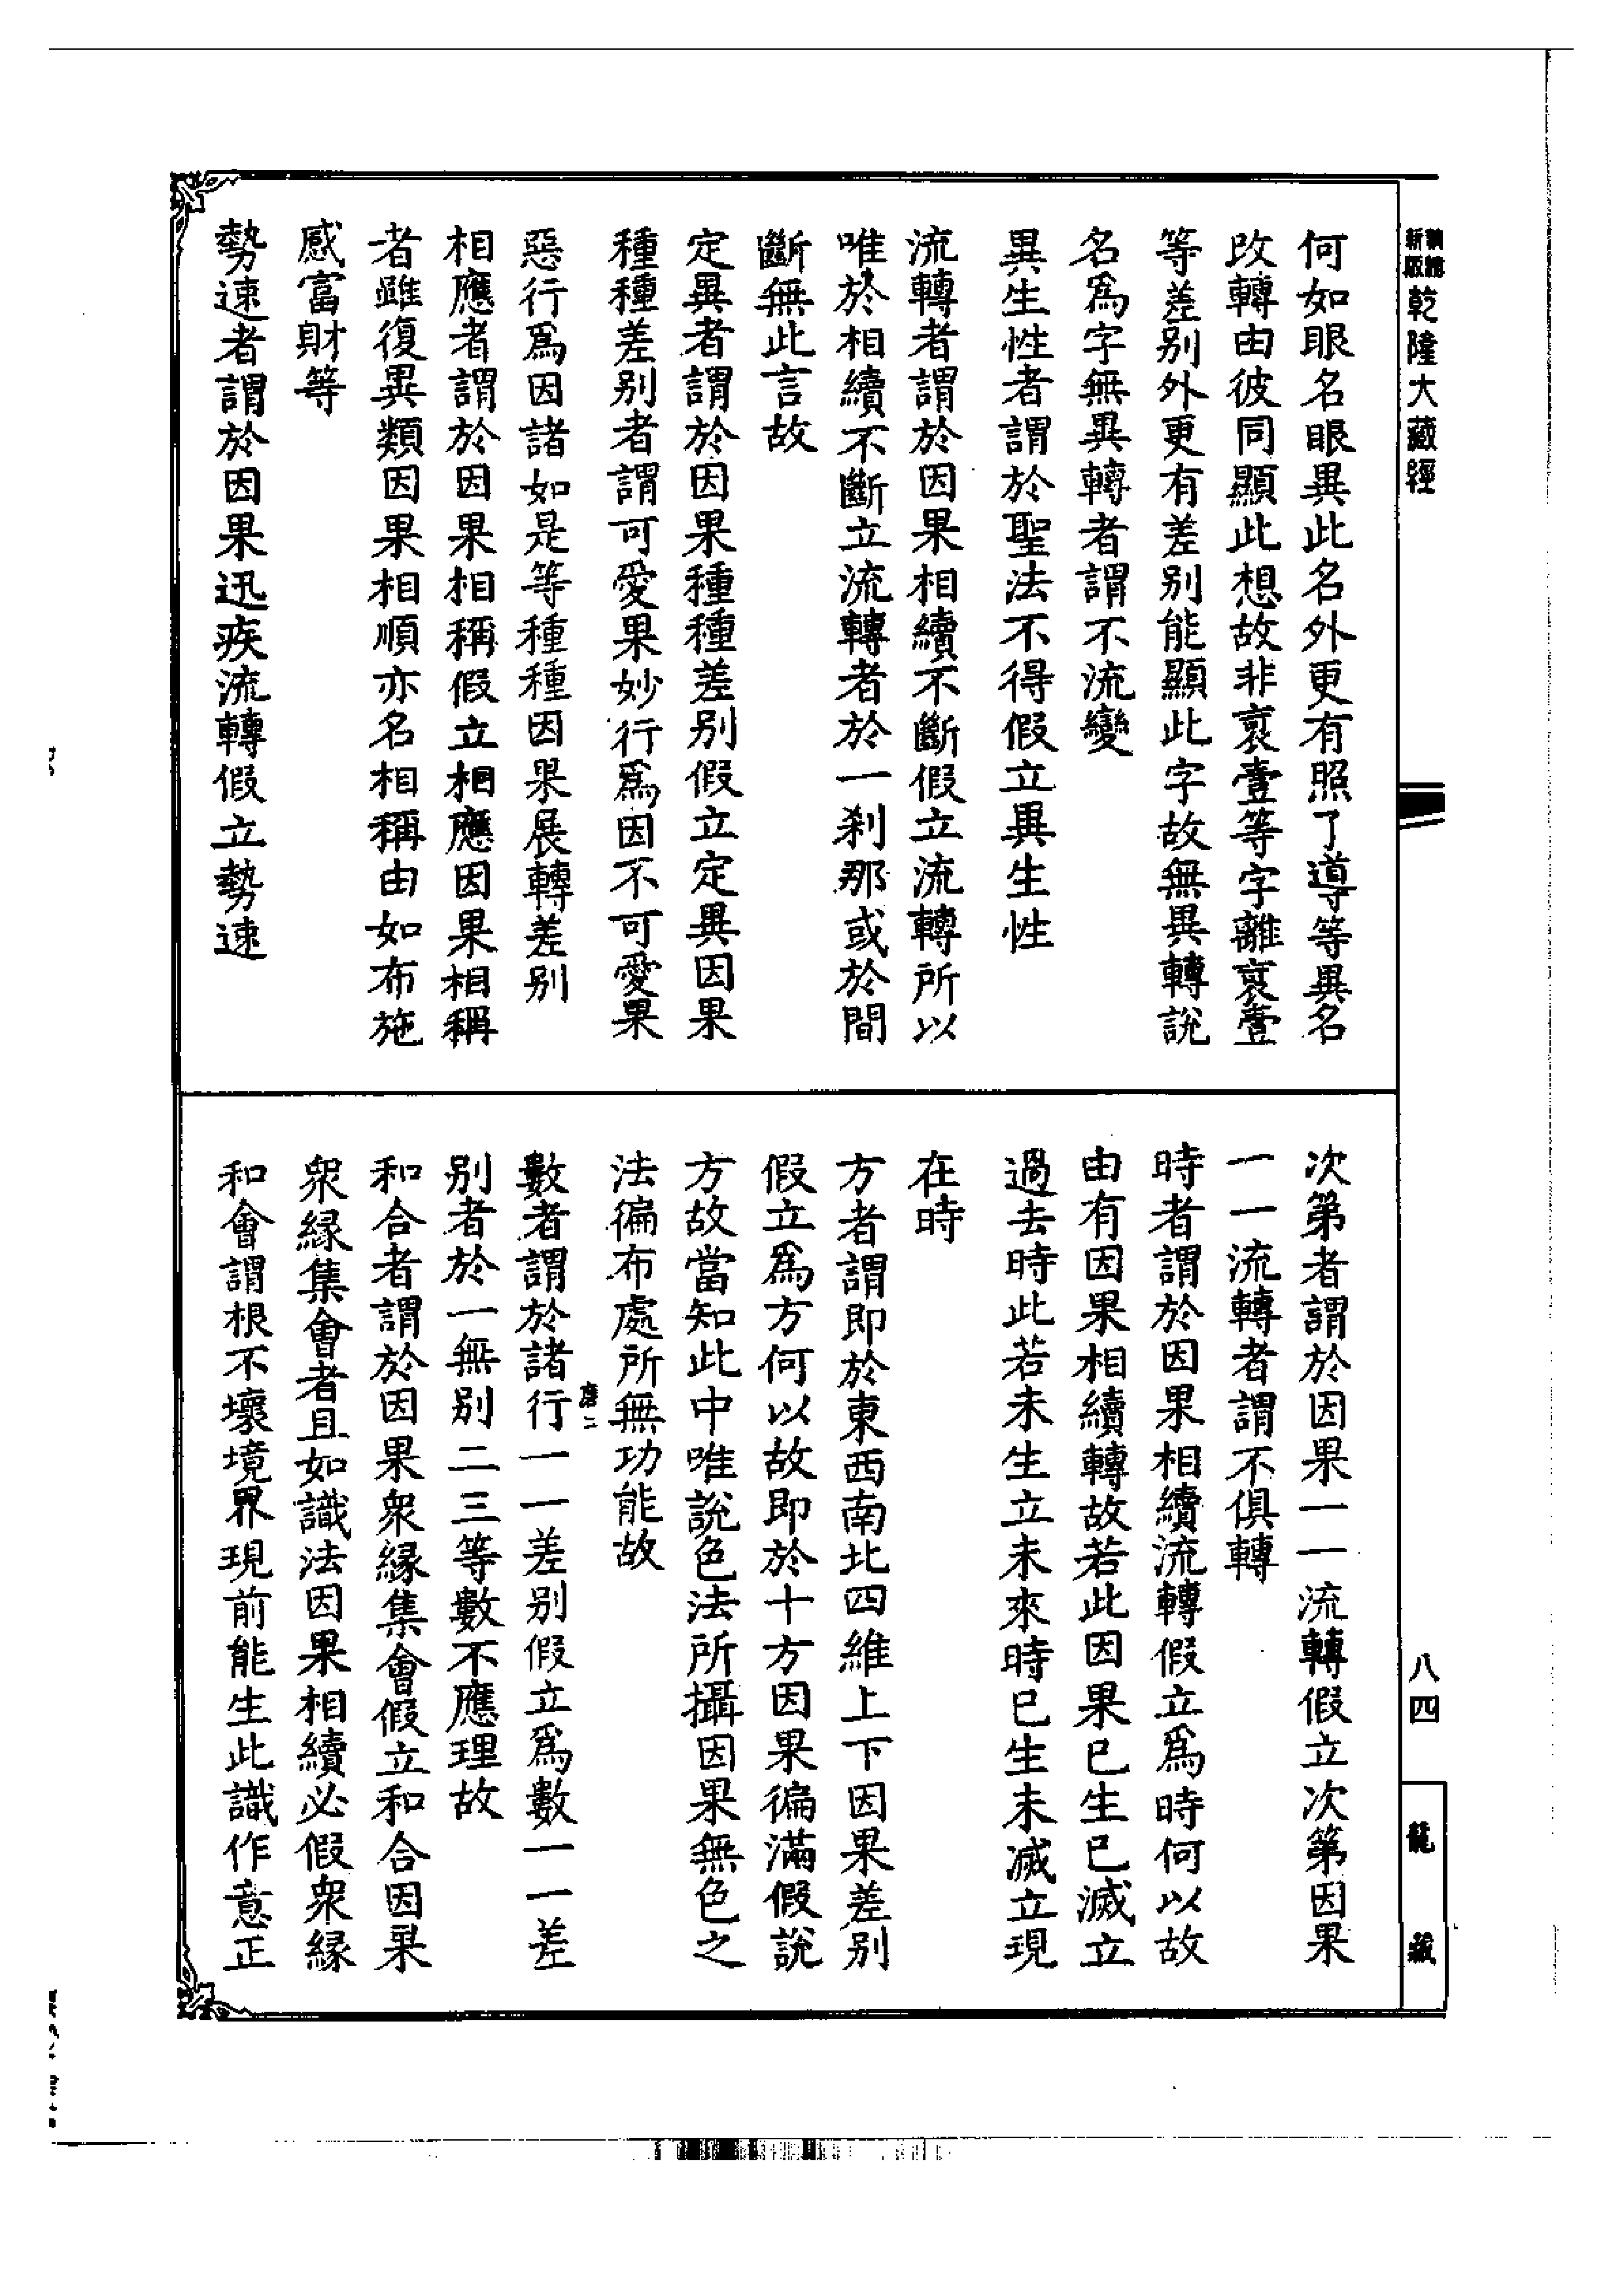 新版
乾隆大藏經
何如眼名眼異此名外更有照了導等異名
改轉由彼同顯此想故非裒壹等字離裒壹
等差別外更有差別能顯此字故無異轉說
名爲字無異轉者謂不流變
異生性者謂於聖法不得假立異生性
流轉者謂於因果相續不斷假立流轉所以
唯於相續不斷立流轉者於一刹那或於間
斷無此言故
定異者謂於因果種種差別假立定異因果
種種差別者謂可愛果妙行爲因不可愛果
惡行爲因諸如是等種種因果展轉差別
相應者謂於因果相稱假立相應因果相稱
者雖復異類因果相順亦名相稱由如布施
感富財等
勢速者謂於因果迅疾流轉假立勢速
次第者謂於因果一一流轉假立次第因果
一一流轉者謂不俱轉
時者謂於因果相續流轉假立爲時何以故
由有因果相續轉故若此因果已生已滅立
過去時此若未生立未來時已生未滅立現
在時
方者謂即於東西南北四維上下因果差別
假立爲方何以故即於十方因果徧滿假說
方故當知此中唯說色法所攝因果無色之
法徧布處所無功能故
數者謂於諸行一一差別假立爲數一一差
別者於一無別二三等數不應理故
和合者謂於因果衆緣集會假立和合因果
衆緣集會者且如識法因果相續必假衆緣
和會謂根不壞境界現前能生此識作意正
八四
龍藏